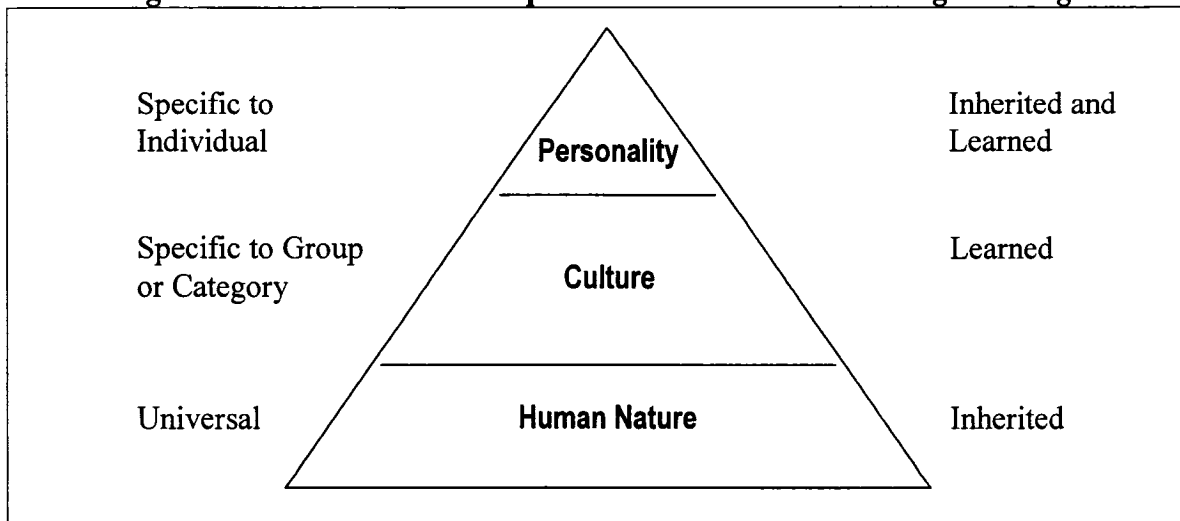 Specific to
Individual
Personality
Inherited and
Learned
Specific to Group
or Category
Culture
Learned
Universal
Human Nature
Inherited